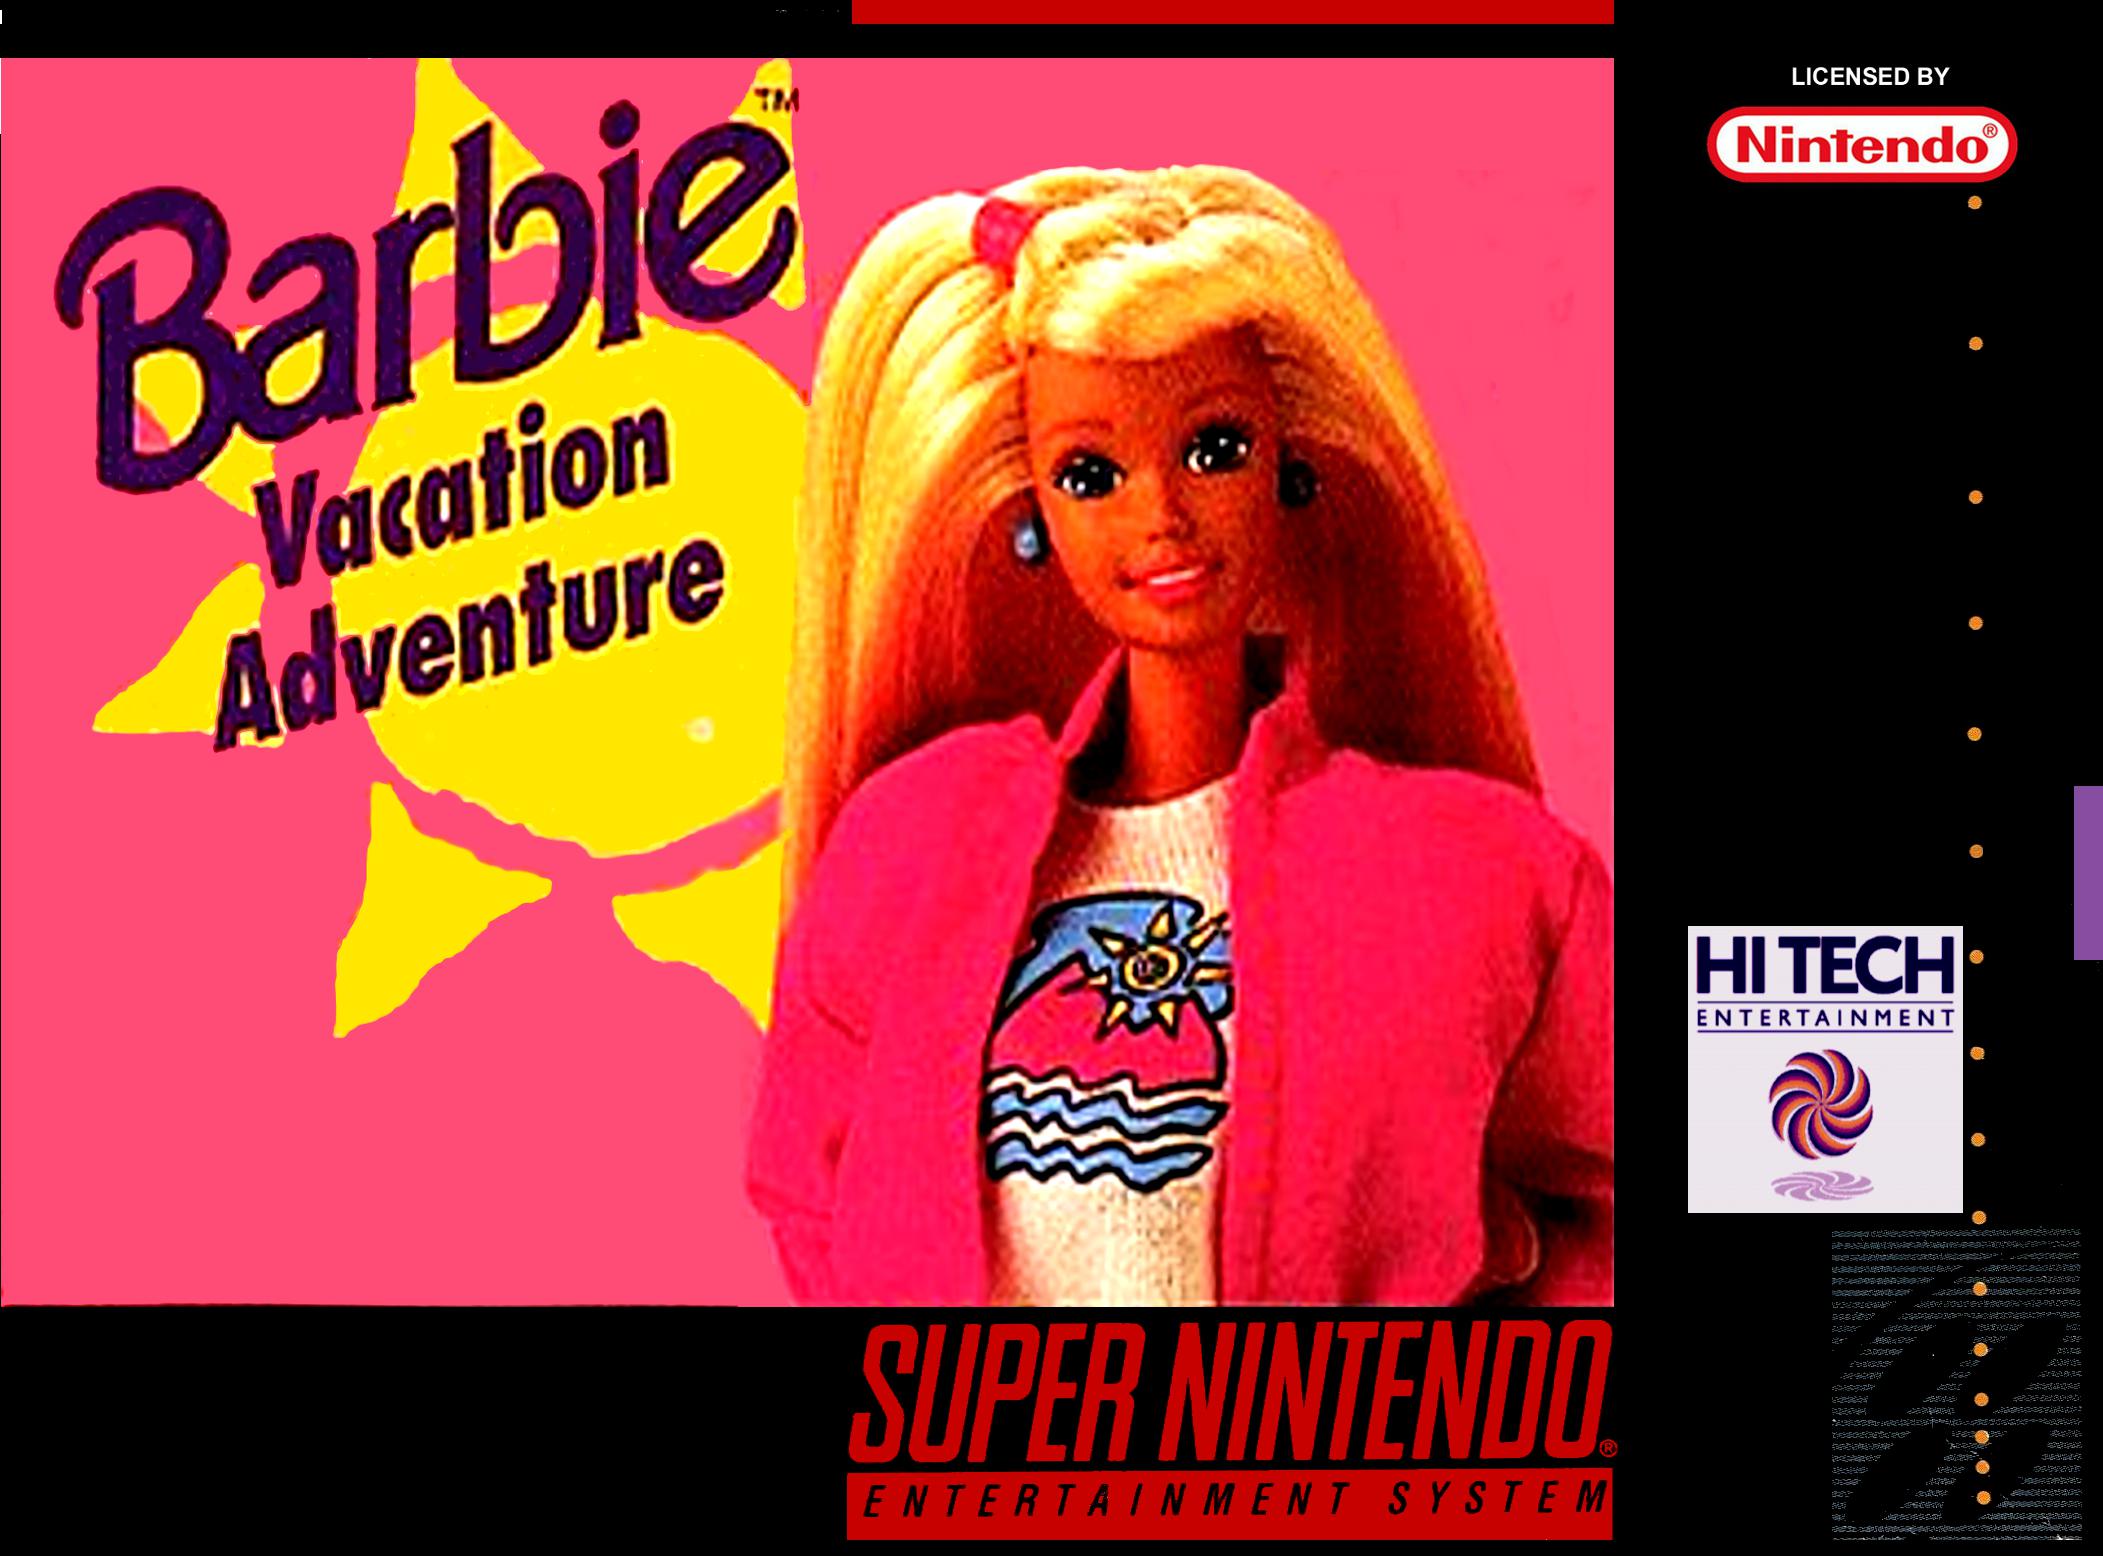 Barbie™
Vacation
Adventure
LICENSED BY
Nintendo®
HI TECH
ENTERTAINMENT
SUPER NINTENDO®
ENTERTAINMENT SYSTEM